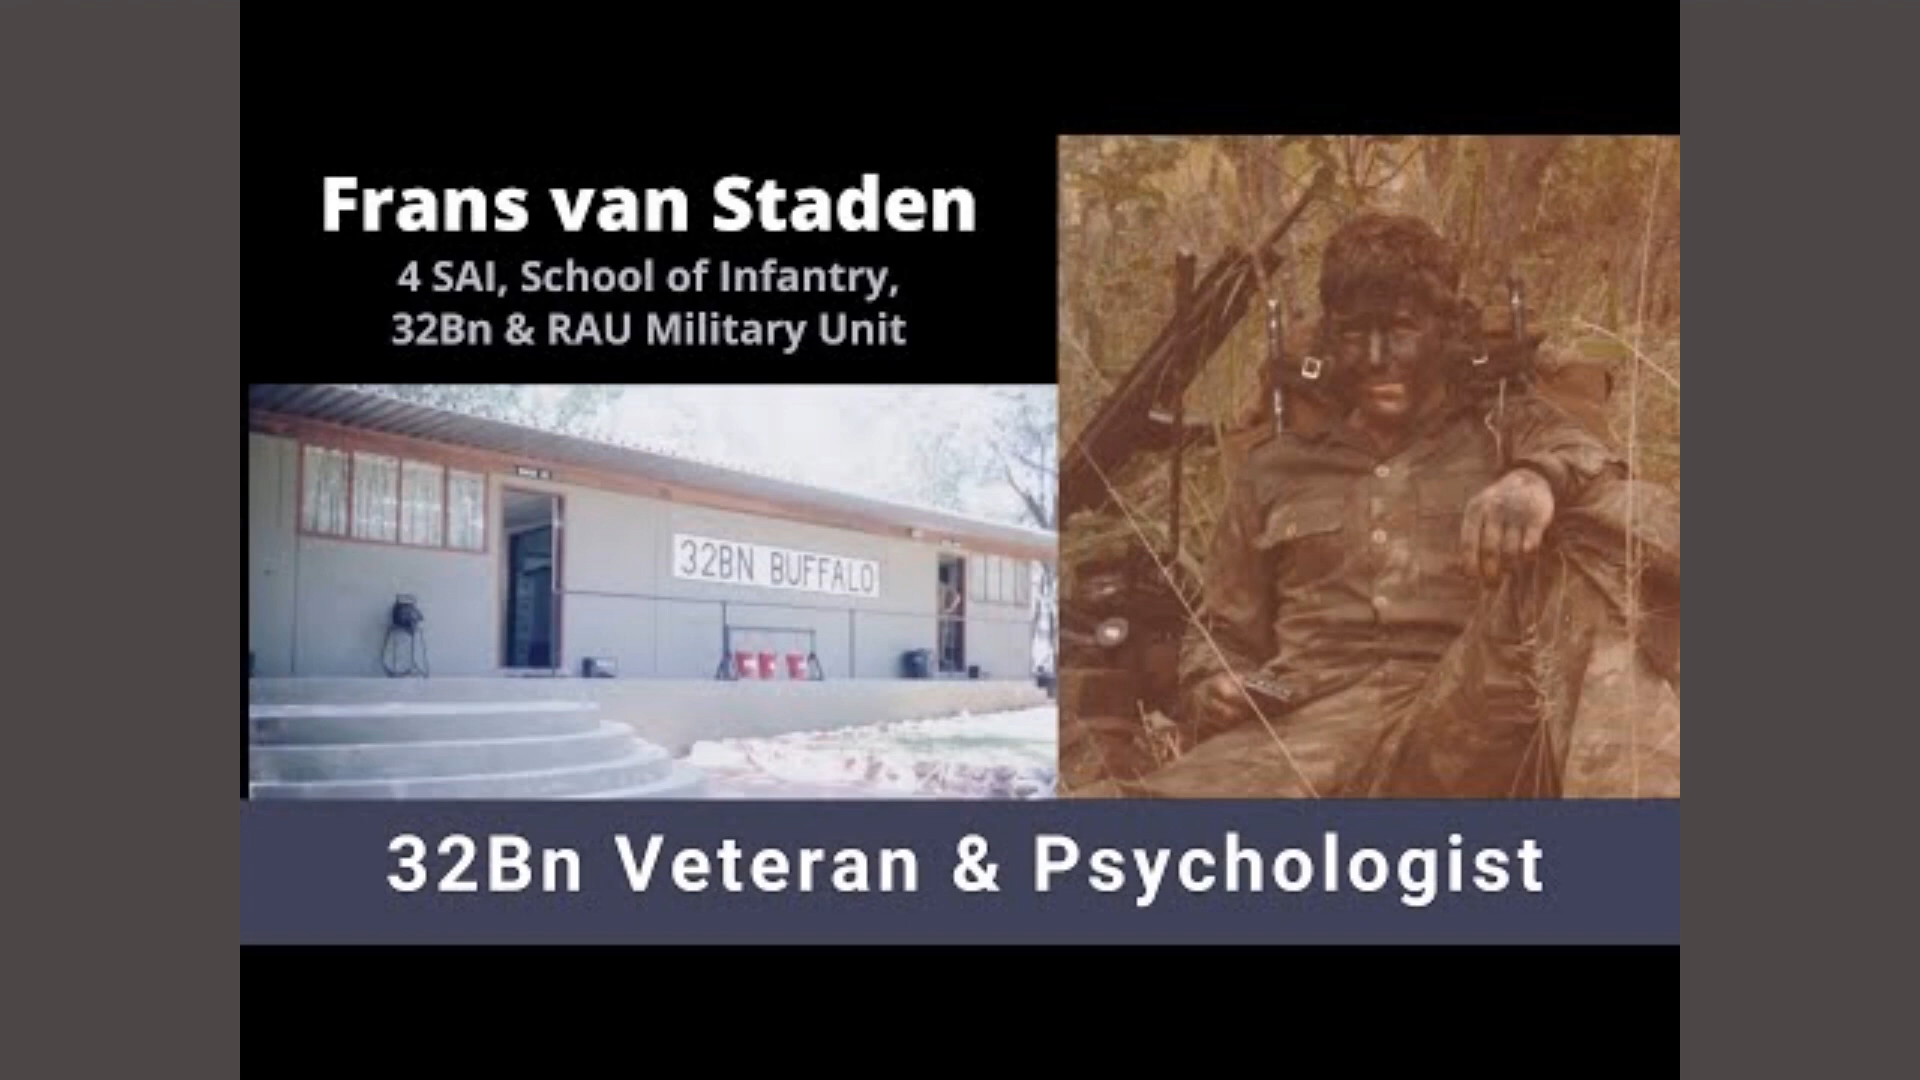 Frans van Staden
4 SAI, School of Infantry,
32Bn & RAU Military Unit
32BN BUFFALO
32Bn Veteran & Psychologist